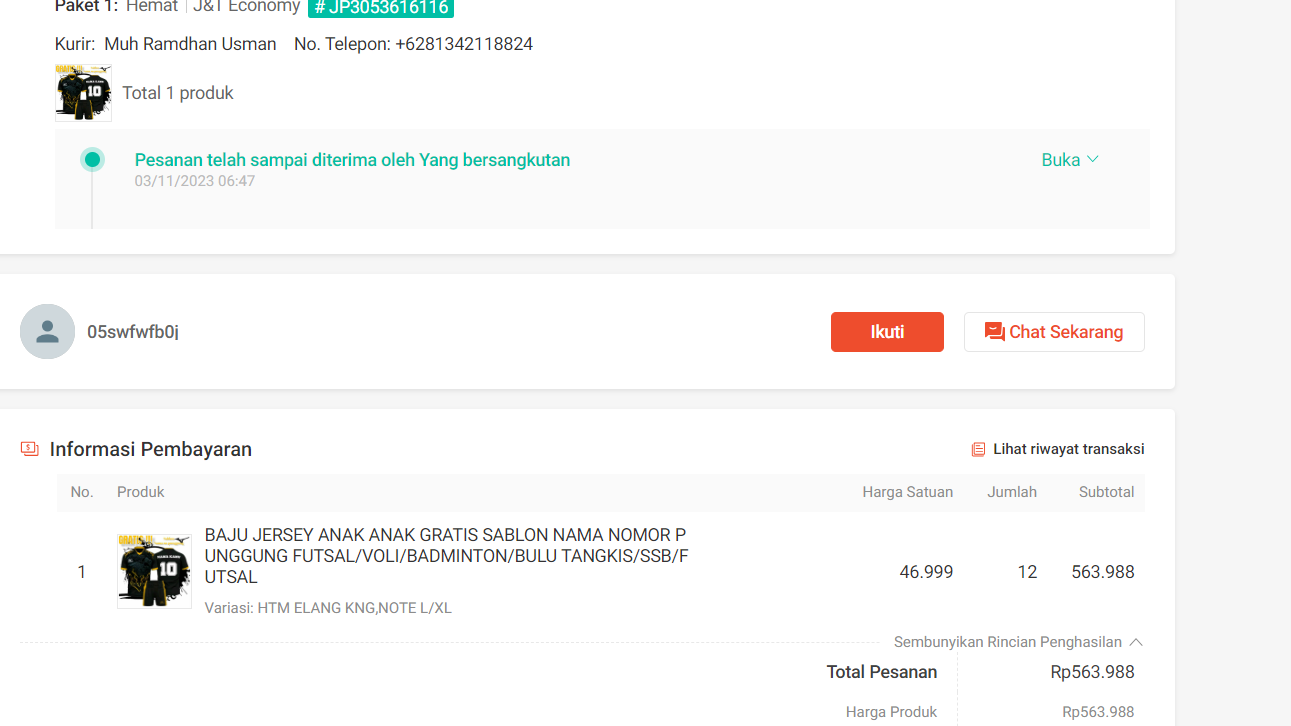 Paket 1: Hemat J&T Economy # JP3053616116
Kurir: Muh Ramdhan Usman No. Telepon: +6281342118824
Total 1 produk
Pesanan telah sampai diterima oleh Yang bersangkutan Buka
03/11/2023 06:47
05swfwfb0j Ikuti Chat Sekarang
Informasi Pembayaran Lihat riwayat transaksi
No. Produk Harga Satuan Jumlah Subtotal
BAJU JERSEY ANAK ANAK GRATIS SABLON NAMA NOMOR P
UNGGUNG FUTSAL/VOLI/BADMINTON/BULU TANGKIS/SSB/F
1 UTSAL 46.999 12 563.988
Variasi: HTM ELANG KNG,NOTE L/XL
Sembunyikan Rincian Penghasilan
Total Pesanan Rp563.988
Harga Produk Rp563.988